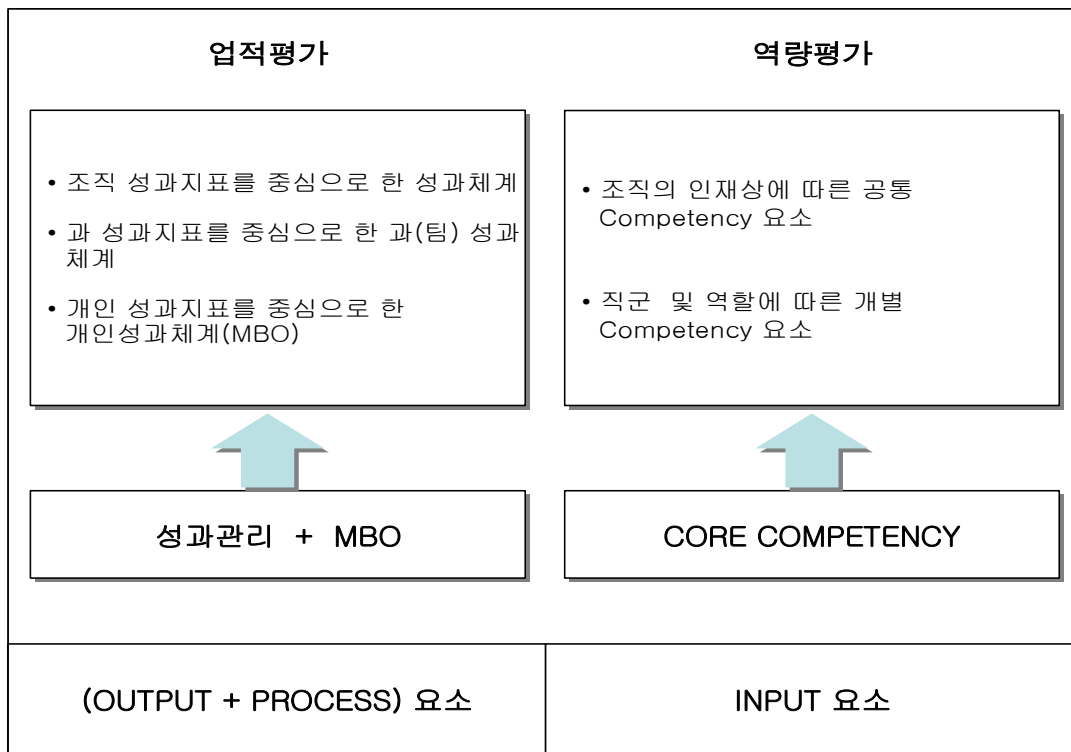 업적평가
• 조직 성과지표를 중심으로 한 성과체계
• 과 성과지표를 중심으로 한 과(팀) 성과
체계
• 개인 성과지표를 중심으로 한
개인성과체계(MBO)
성과관리 + MBO
(OUTPUT + PROCESS) 요소
역량평가
• 조직의 인재상에 따른 공통
Competency 요소
• 직군 및 역할에 따른 개별
Competency 요소
CORE COMPETENCY
INPUT 요소